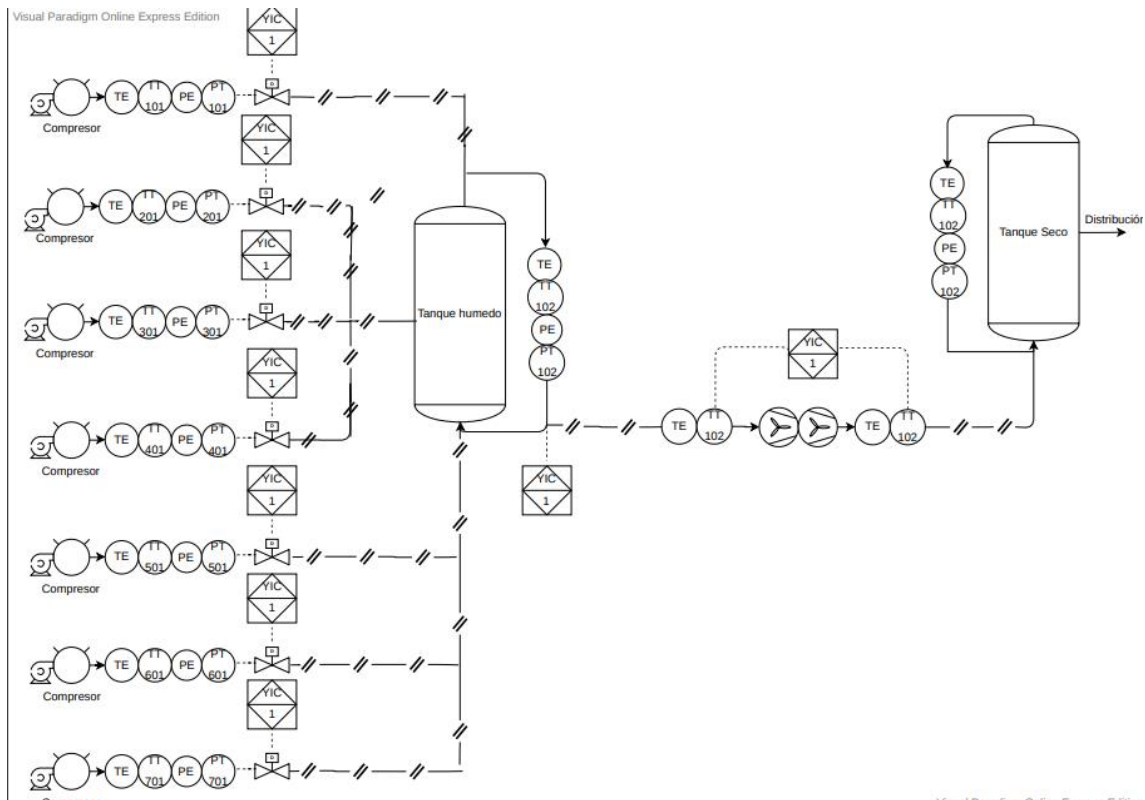 Visual Paradigm Online Express Edition
YIC
1
TE
TT
101
PE
PT
101
Compresor
YIC
1
TE
TT
201
PE
PT
201
Compresor
YIC
1
TE
TT
301
PE
PT
301
Compresor
YIC
1
TE
TT
401
PE
PT
401
Compresor
YIC
1
TE
TT
501
PE
PT
501
Compresor
YIC
1
TE
TT
601
PE
PT
601
Compresor
YIC
1
TE
TT
701
PE
PT
701
Tanque humedo
TE
TT
102
PE
PT
102
YIC
1
TE
TT
102
YIC
1
TE
TT
102
TE
TT
102
PE
PT
102
Tanque Seco
Distribución